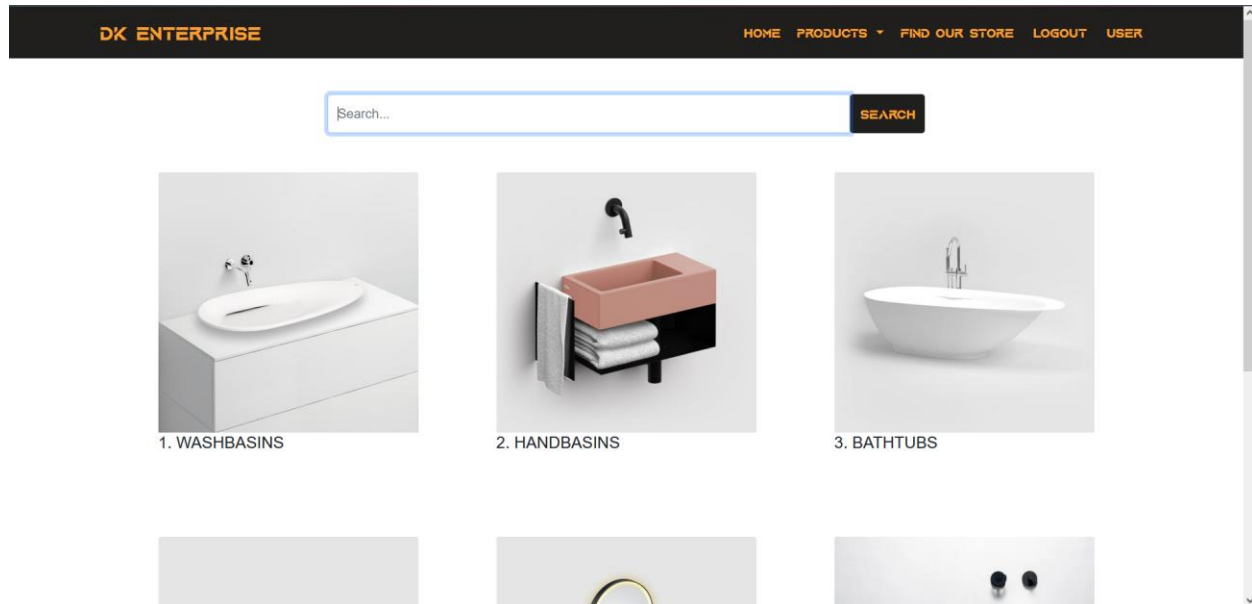 DK ENTERPRISE
HOME PRODUCTS FIND OUR STORE LOGOUT USER
Search... SEARCH
1. WASHBASINS 2. HANDBASINS 3. BATHTUBS